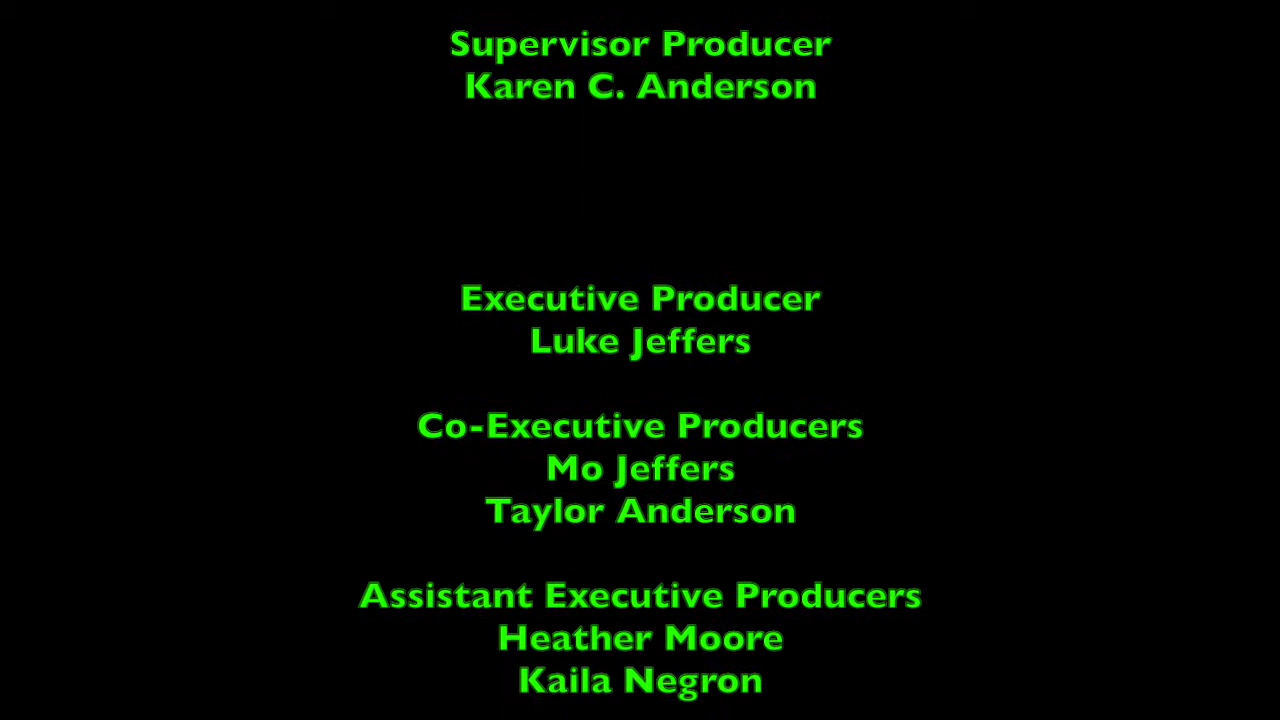 Supervisor Producer
Karen C. Anderson
Executive Producer
Luke Jeffers
Co-Executive Producers
Mo Jeffers
Taylor Anderson
Assistant Executive Producers
Heather Moore
Kaila Negron